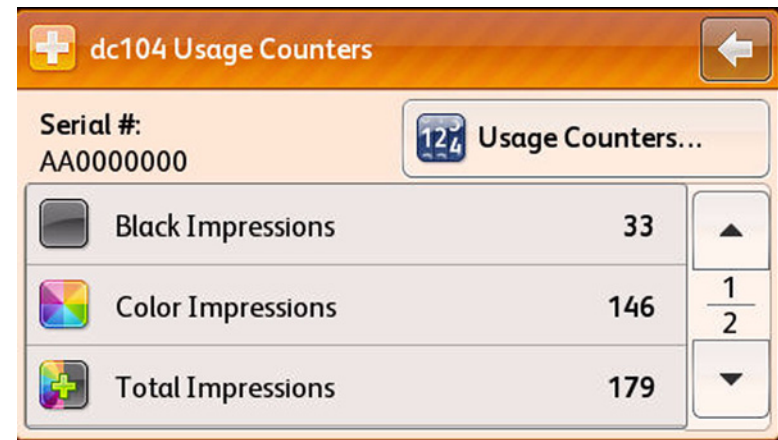 dc104 Usage Counters
Serial #:
AA0000000
Usage Counters...
Black Impressions 33
Color Impressions 146
Total Impressions 179
1
2